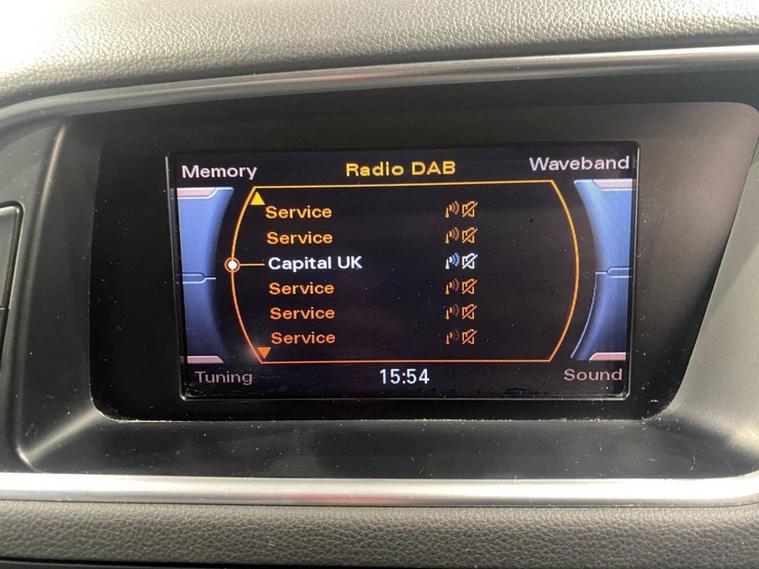 Memory Radio DAB Waveband
Service
Service
Capital UK
Service
Service
Service
Tuning 15:54 Sound